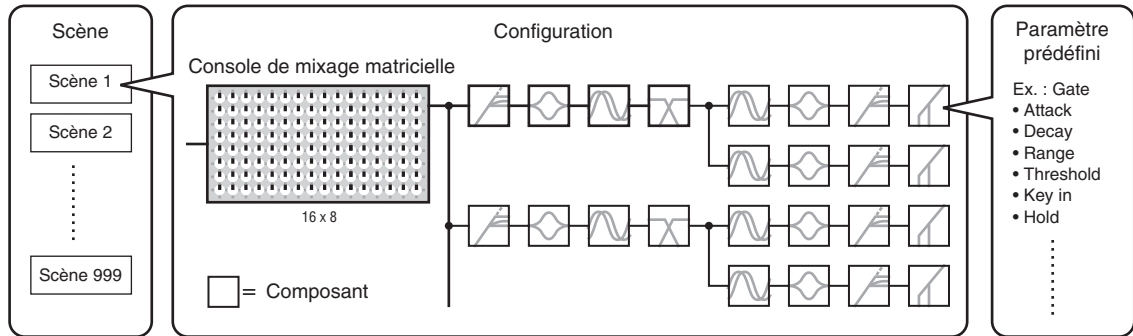 Scène
Scène 1
Scène 2
Scène 999
Configuration
Console de mixage matricielle
16 x 8
= Composant
Paramètre
prédéfini
Ex. : Gate
• Attack
• Decay
• Range
• Threshold
• Key in
• Hold